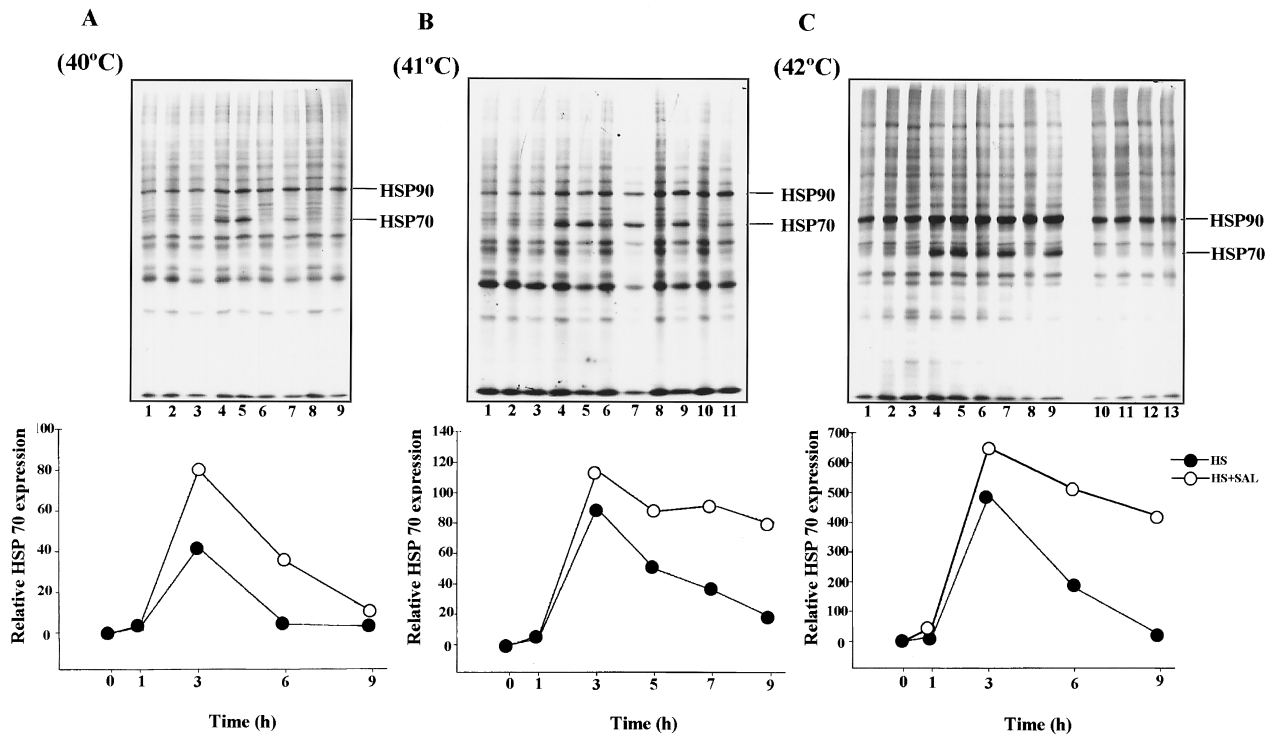 A
(40ºC)
HSP90
HSP70
1 2 3 4 5 6 7 8 9
Relative HSP 70 expression
100
80
60
40
20
0
0 1 3 6 9
Time (h)
B
(41ºC)
HSP90
HSP70
1 2 3 4 5 6 7 8 9 10 11
Relative HSP 70 expression
140
120
100
80
60
40
20
0
0 1 3 5 7 9
Time (h)
C
(42ºC)
HSP90
HSP70
1 2 3 4 5 6 7 8 9 10 11 12 13
Relative HSP 70 expression
700
600
500
400
300
200
100
0
0 1 3 6 9
Time (h)
HS
HS+SAL